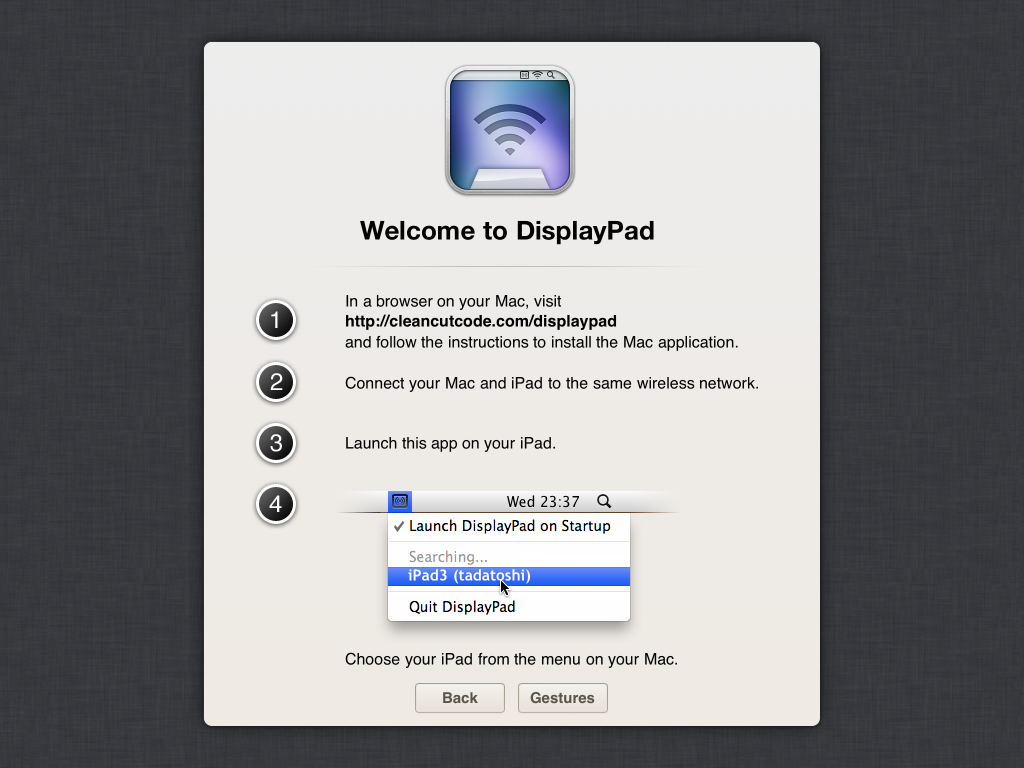 Welcome to DisplayPad
1
In a browser on your Mac, visit
http://cleancutcode.com/displaypad
and follow the instructions to install the Mac application.
2
Connect your Mac and iPad to the same wireless network.
3
Launch this app on your iPad.
4
Wed 23:37
✓ Launch DisplayPad on Startup
Searching...
iPad3 (tadatoshi)
Quit DisplayPad
Choose your iPad from the menu on your Mac.
Back
Gestures